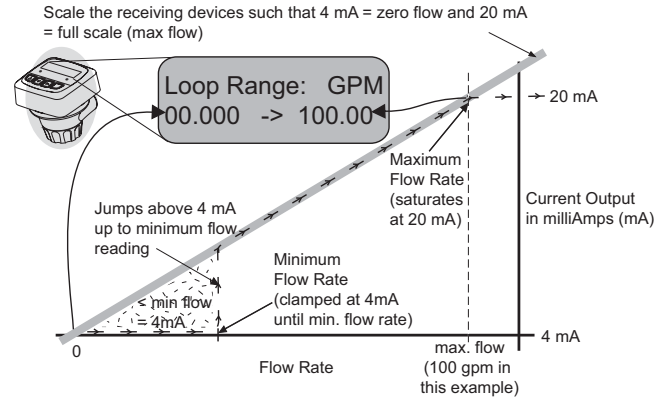 Scale the receiving devices such that 4 mA = zero flow and 20 mA
= full scale (max flow)
Loop Range: GPM
00.000 -> 100.00
20 mA
Maximum
Flow Rate
(saturates
at 20 mA)
Current Output
in milliAmps (mA)
Jumps above 4 mA
up to minimum flow
reading
Minimum
Flow Rate
(clamped at 4mA
until min. flow rate)
< min flow
= 4mA
4 mA
0
Flow Rate
max. flow
(100 gpm in
this example)